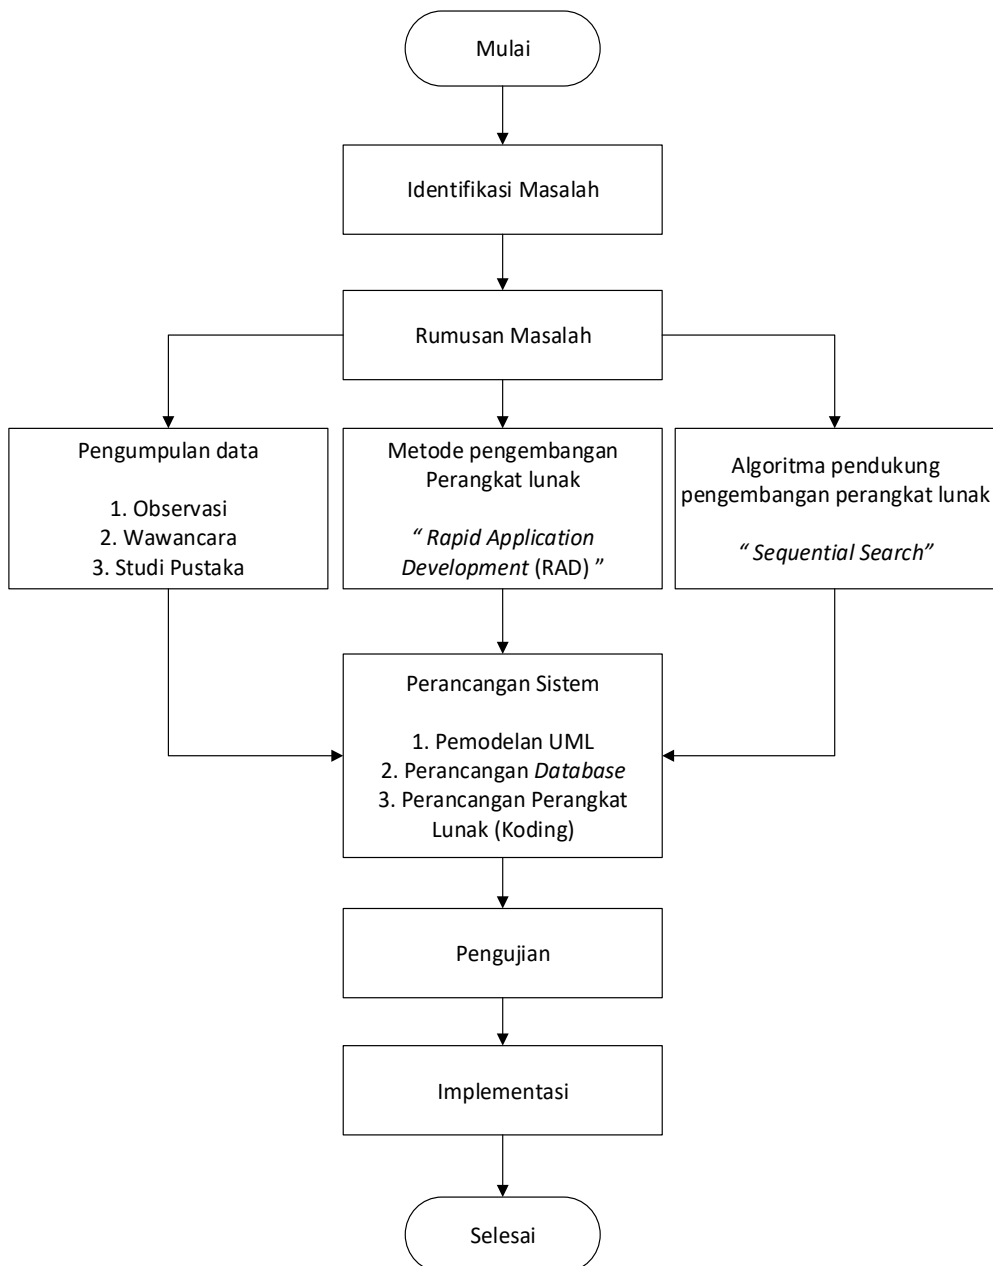 Mulai
Identifikasi Masalah
Rumusan Masalah
Pengumpulan data
1. Observasi
2. Wawancara
3. Studi Pustaka
Metode pengembangan
Perangkat lunak
“ Rapid Application
Development (RAD) ”
Algoritma pendukung
pengembangan perangkat lunak
“ Sequential Search”
Perancangan Sistem
1. Pemodelan UML
2. Perancangan Database
3. Perancangan Perangkat
Lunak (Koding)
Pengujian
Implementasi
Selesai